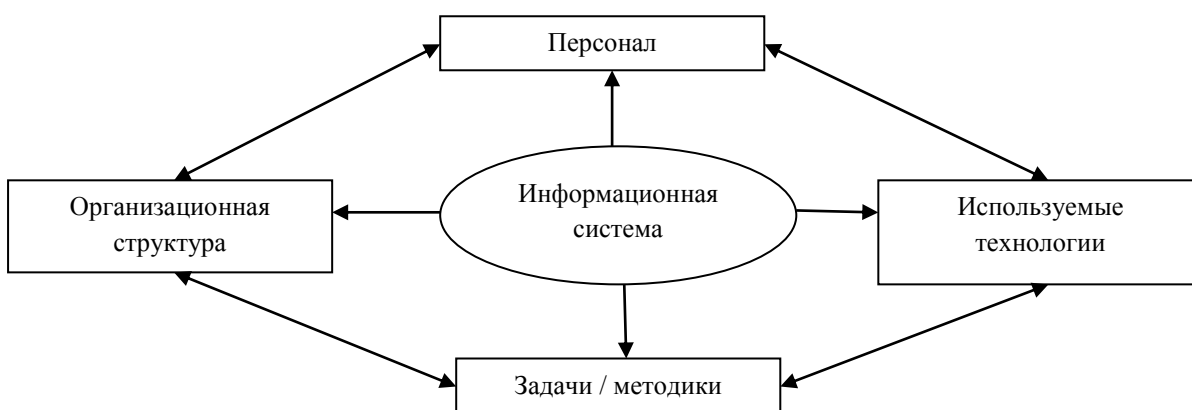 Персонал
Организационная
структура
Информационная
система
Используемые
технологии
Задачи / методики